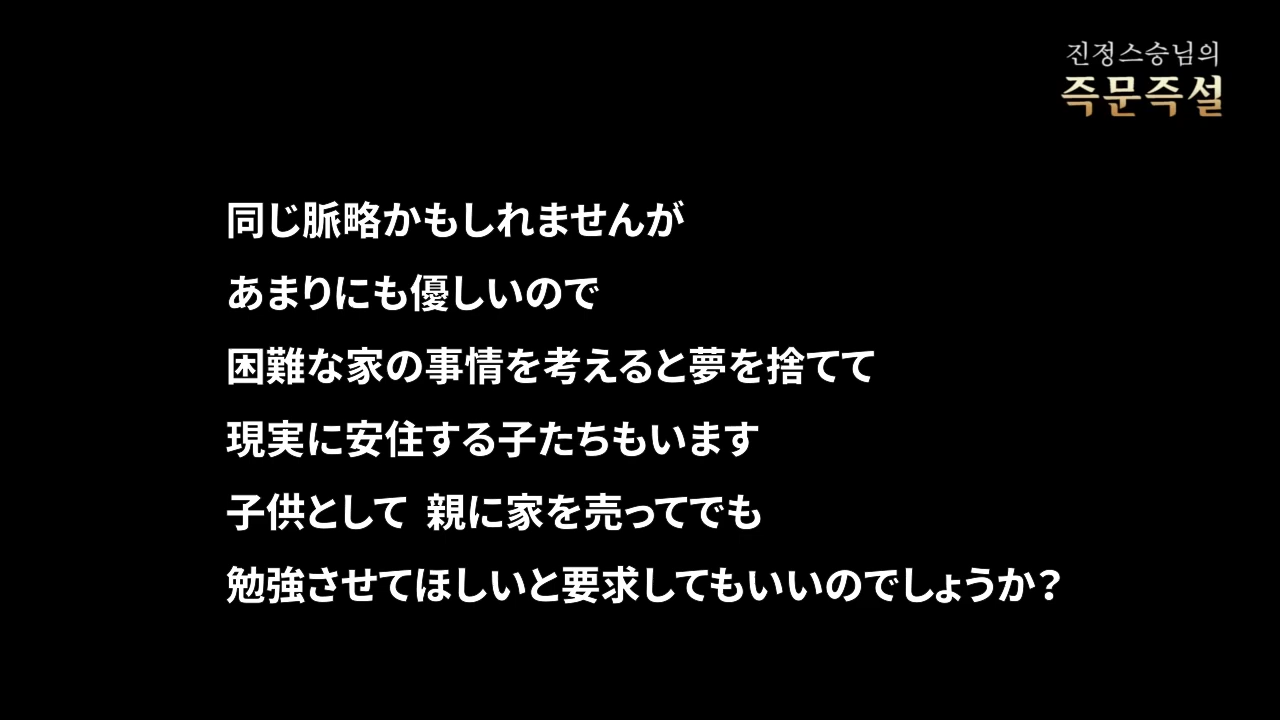 진정스승님의
즉문즉설
同じ脈略かもしれませんが
あまりにも優しいので
困難な家の事情を考えると夢を捨てて
現実に安住する子たちもいます
子供として 親に家を売ってでも
勉強させてほしいと要求してもいいのでしょうか？